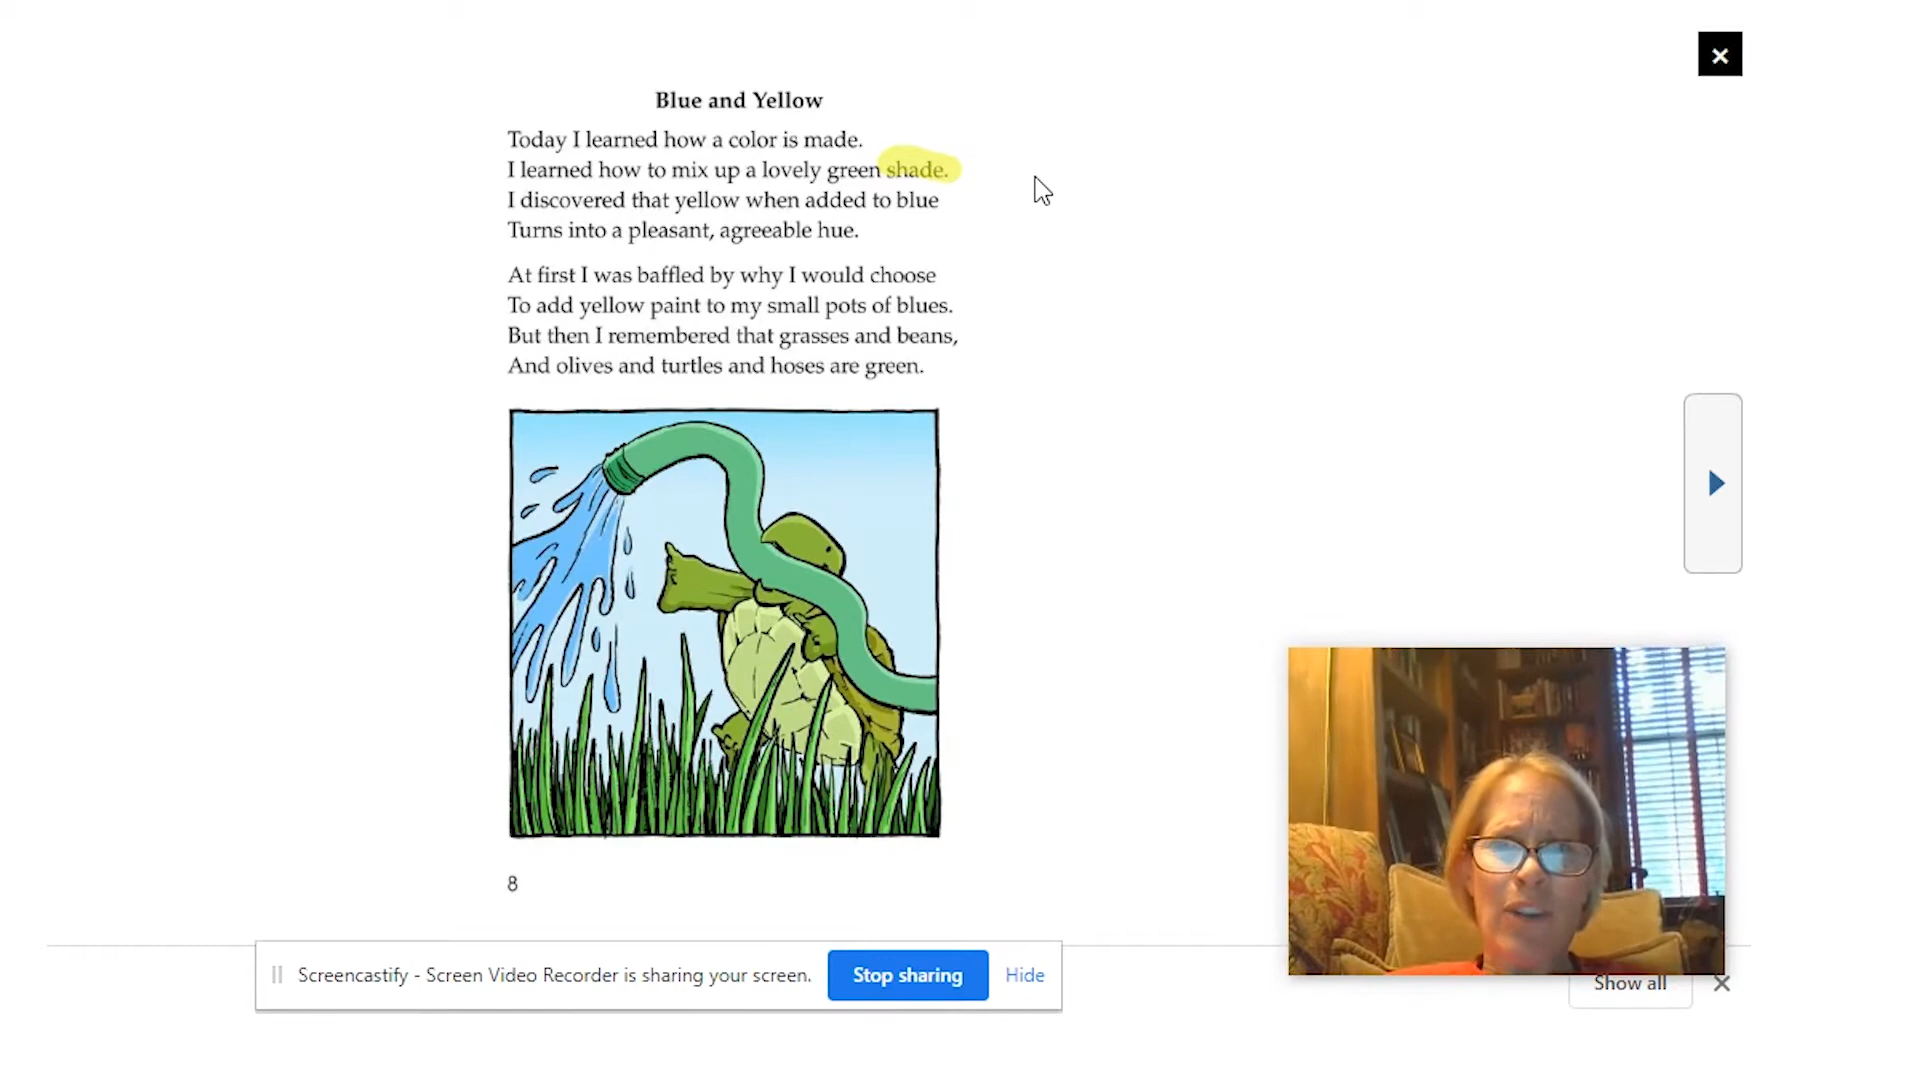 Blue and Yellow
Today I learned how a color is made.
I learned how to mix up a lovely green shade.
I discovered that yellow when added to blue
Turns into a pleasant, agreeable hue.
At first I was baffled by why I would choose
To add yellow paint to my small pots of blues.
But then I remembered that grasses and beans,
And olives and turtles and hoses are green.
8
Screencastify - Screen Video Recorder is sharing your screen.
Stop sharing
Hide
Show all